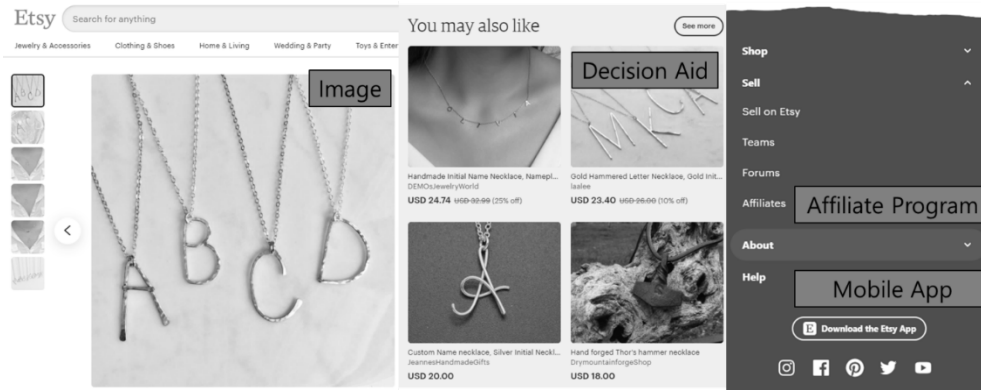 Etsy
Search for anything
Jewelry & Accessories Clothing & Shoes Home & Living Wedding & Party Toys & Enter
Image
You may also like
See more
Decision Aid
Handmade Initial Name Necklace, Namepl...
DEMOsJewelryWorld
USD 24.74 USD 32.99 (25% off)
Gold Hammered Letter Necklace, Gold Init...
laalee
USD 23.40 USD 26.00 (10% off)
Custom Name necklace, Silver Initial Neckl...
JeannesHandmadeGifts
USD 20.00
Hand forged Thor's hammer necklace
DrymountainforgeShop
USD 18.00
Shop
Sell
Sell on Etsy
Teams
Forums
Affiliates
Affiliate Program
About
Help
Mobile App
E Download the Etsy App